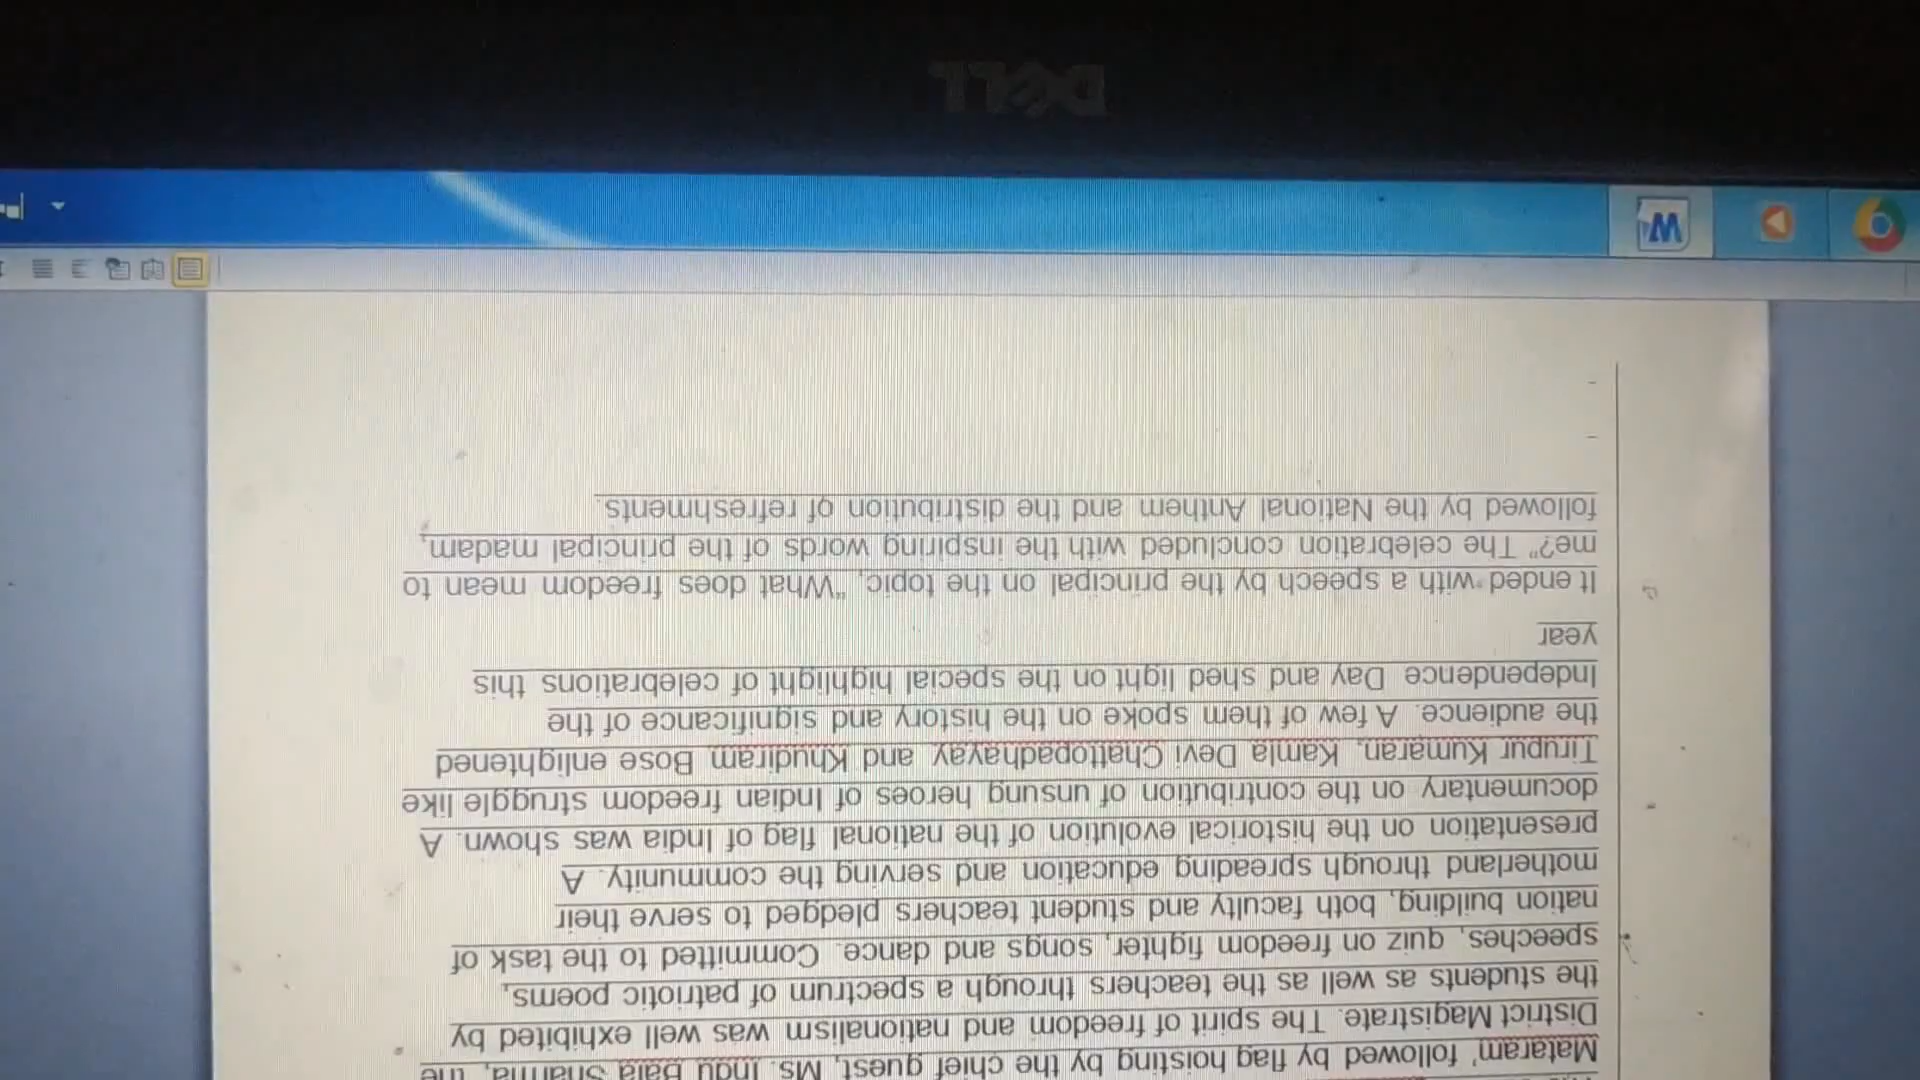 Mataram' followed by flag hoisting by the chief guest, Ms. Indu Bala Sharma, the
District Magistrate. The spirit of freedom and nationalism was well exhibited by
the students as well as the teachers through a spectrum of patriotic poems,
speeches, quiz on freedom fighter, songs and dance. Committed to the task of
nation building, both faculty and student teachers pledged to serve their
motherland through spreading education and serving the community. A
presentation on the historical evolution of the national flag of India was shown. A
documentary on the contribution of unsung heroes of Indian freedom struggle like
Tirupur Kumaran, Kamla Devi Chattopadhayay and Khudiram Bose enlightened
the audience. A few of them spoke on the history and significance of the
Independence Day and shed light on the special highlight of celebrations this
year
It ended with a speech by the principal on the topic, "What does freedom mean to
me?" The celebration concluded with the inspiring words of the principal madam,
followed by the National Anthem and the distribution of refreshments.
W
DELL